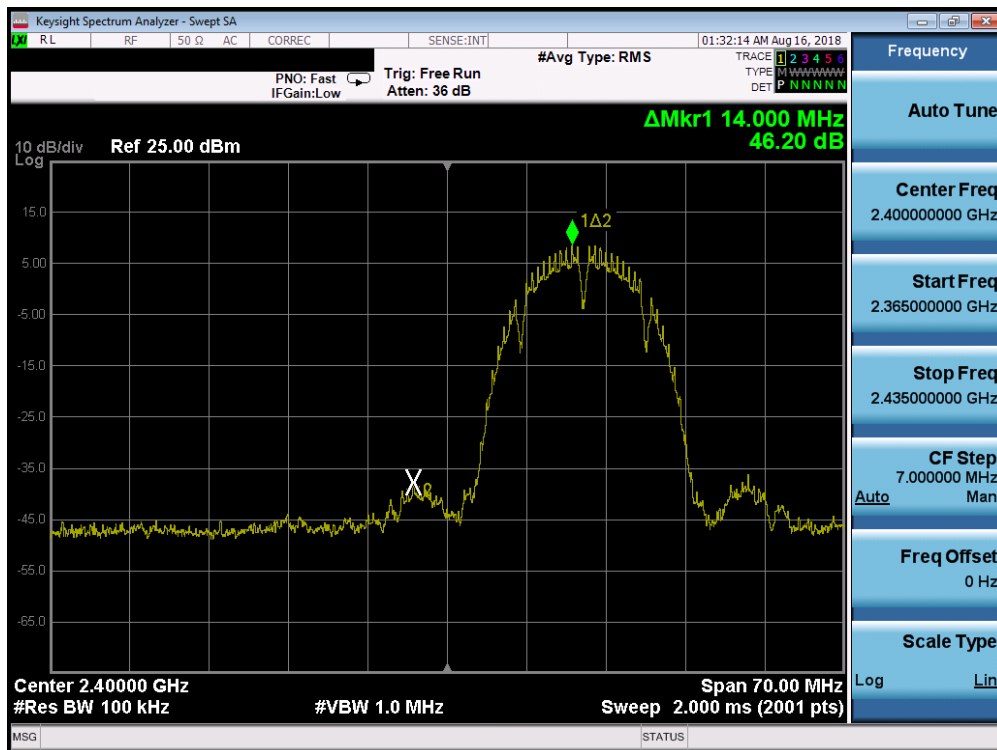 Keysight Spectrum Analyzer - Swept SA
LXI RL RF 50 Ω AC CORREC SENSE:INT 01:32:14 AM Aug 16, 2018
#Avg Type: RMS TRACE 1 2 3 4 5 6
PNO: Fast Trig: Free Run TYPE M WWWWW
IFGain:Low Atten: 36 dB DET P N N N N N
ΔMkr1 14.000 MHz
46.20 dB
10 dB/div Ref 25.00 dBm
Log
15.0
5.00
-5.00
-15.0
-25.0
-35.0
-45.0
-55.0
-65.0
1Δ2
X
Center 2.40000 GHz Span 70.00 MHz
#Res BW 100 kHz #VBW 1.0 MHz Sweep 2.000 ms (2001 pts)
MSG STATUS
Frequency
Auto Tune
Center Freq
2.400000000 GHz
Start Freq
2.365000000 GHz
Stop Freq
2.435000000 GHz
CF Step
7.000000 MHz
Auto Man
Freq Offset
0 Hz
Scale Type
Log Lin